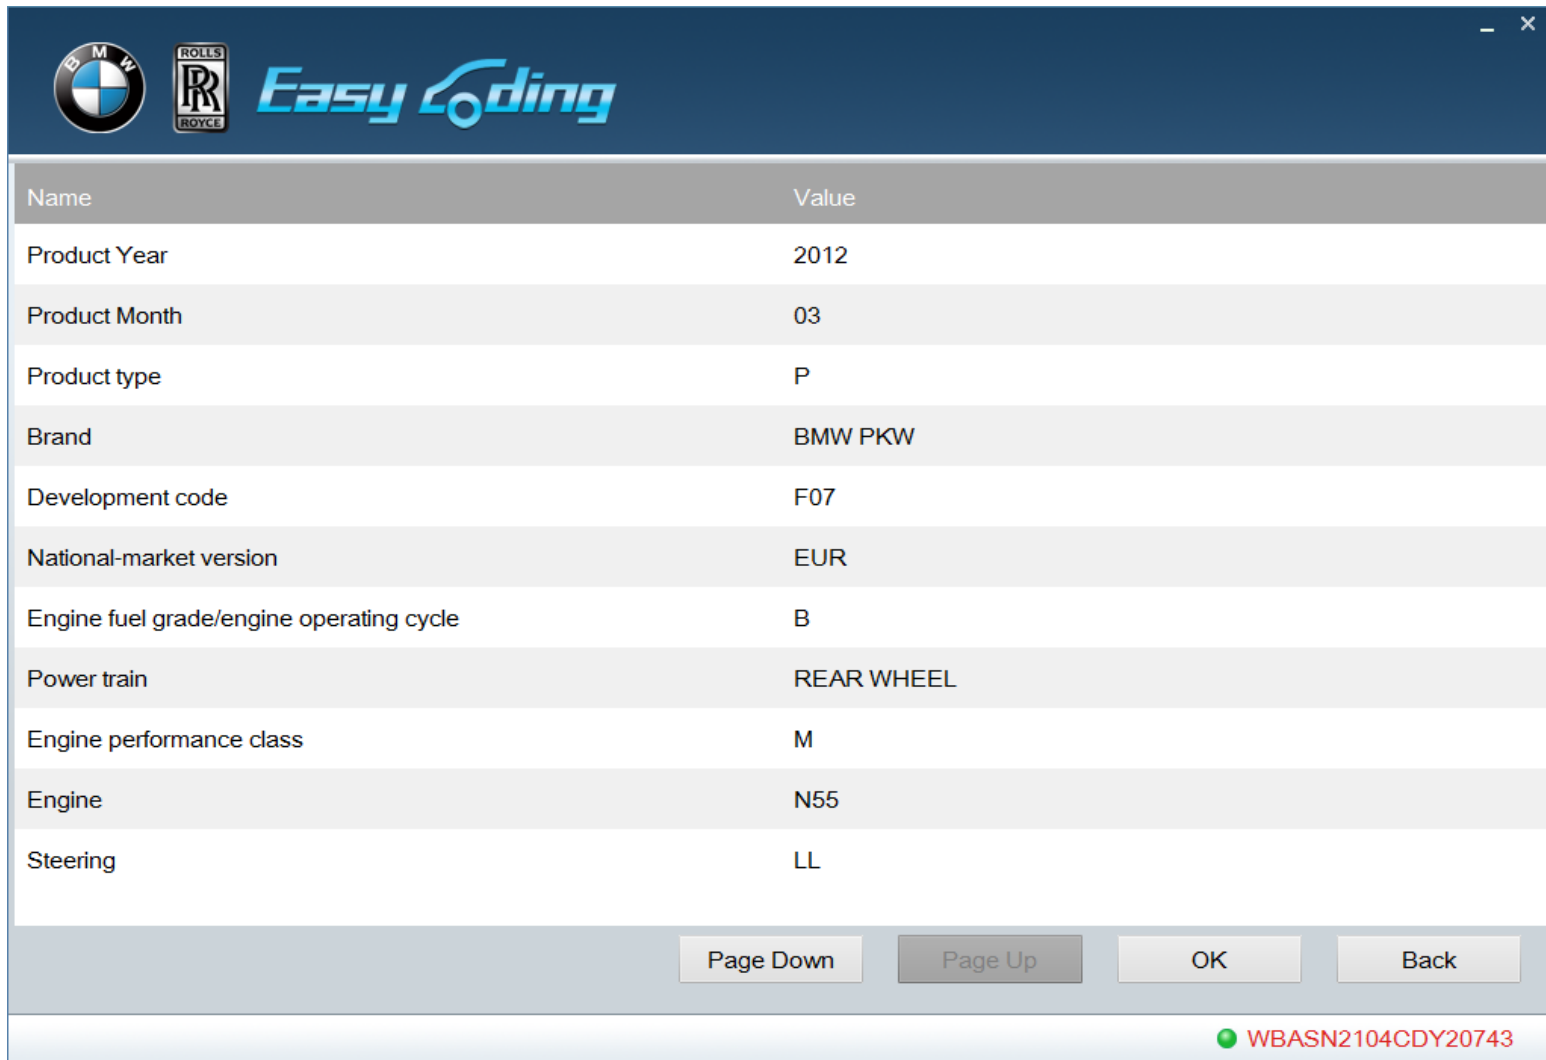 BMW
ROLLS
RR
ROYCE
Easy Coding
Name Value
Product Year 2012
Product Month 03
Product type P
Brand BMW PKW
Development code F07
National-market version EUR
Engine fuel grade/engine operating cycle B
Power train REAR WHEEL
Engine performance class M
Engine N55
Steering LL
Page Down Page Up OK Back
WBASN2104CDY20743